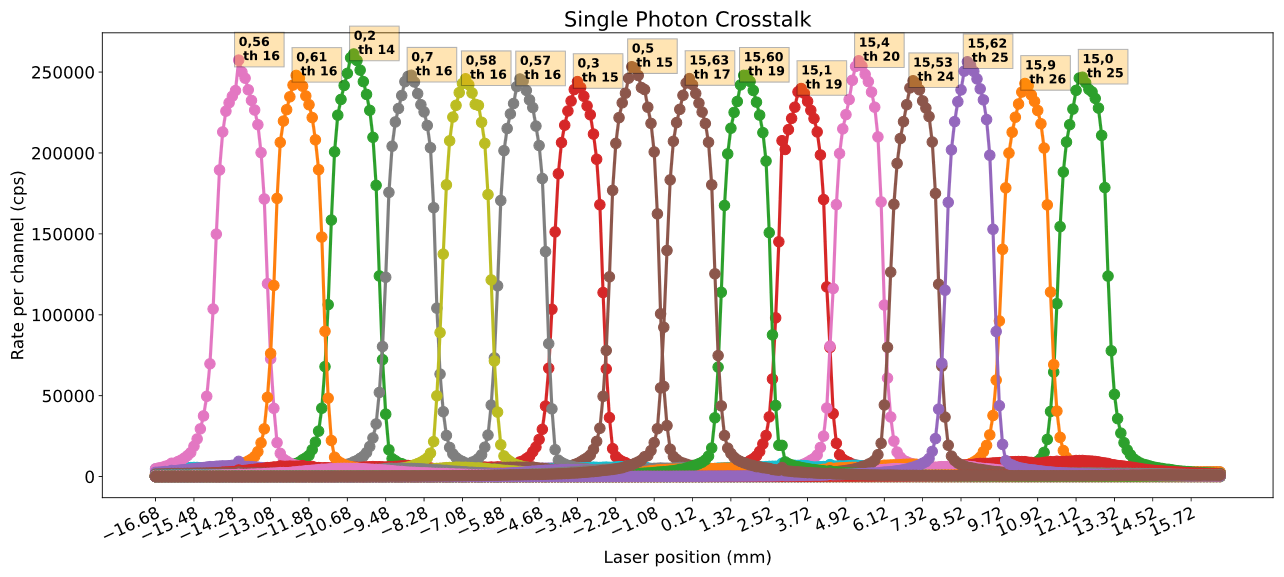 Single Photon Crosstalk
0,56
th 16
0,61
th 16
0,2
th 14
0,7
th 16
0,58
th 16
0,57
th 16
0,3
th 15
0,5
th 15
15,63
th 17
15,60
th 19
15,1
th 19
15,4
th 20
15,53
th 24
15,62
th 25
15,9
th 26
15,0
th 25
Rate per channel (cps)
250000
200000
150000
100000
50000
0
−16.68 −15.48 −14.28 −13.08 −11.88 −10.68 −9.48 −8.28 −7.08 −5.88 −4.68 −3.48 −2.28 −1.08 0.12 1.32 2.52 3.72 4.92 6.12 7.32 8.52 9.72 10.92 12.12 13.32 14.52 15.72
Laser position (mm)